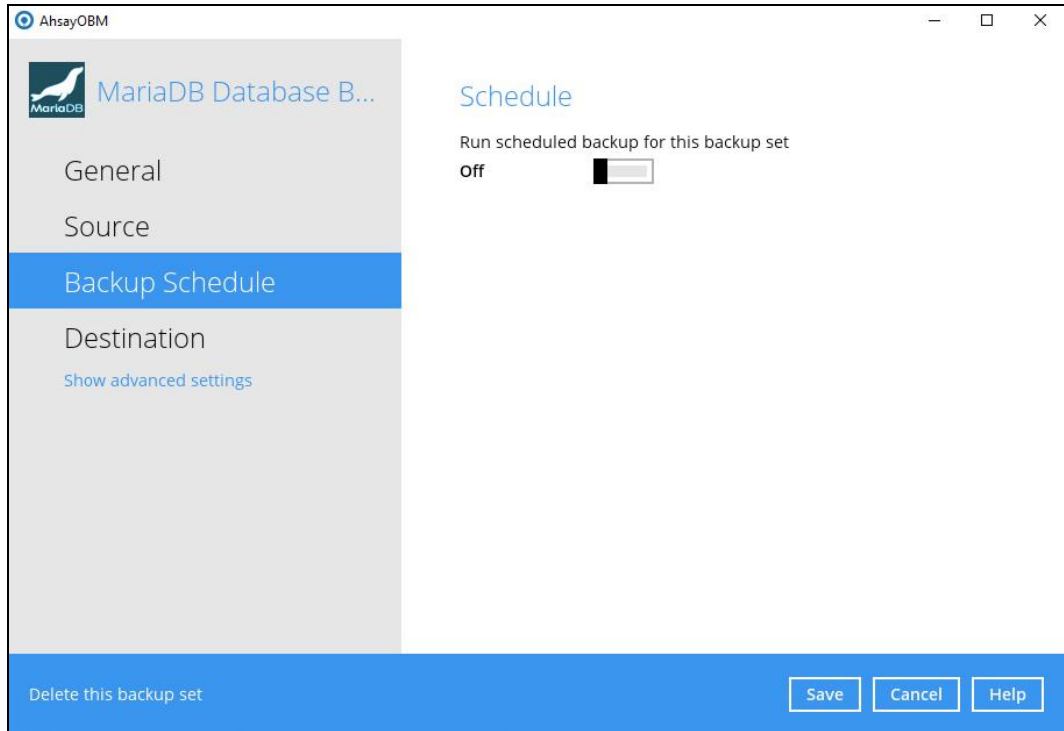 AhsayOBM
MariaDB
MariaDB Database B...
General
Source
Backup Schedule
Destination
Show advanced settings
Schedule
Run scheduled backup for this backup set
Off
Delete this backup set
Save
Cancel
Help